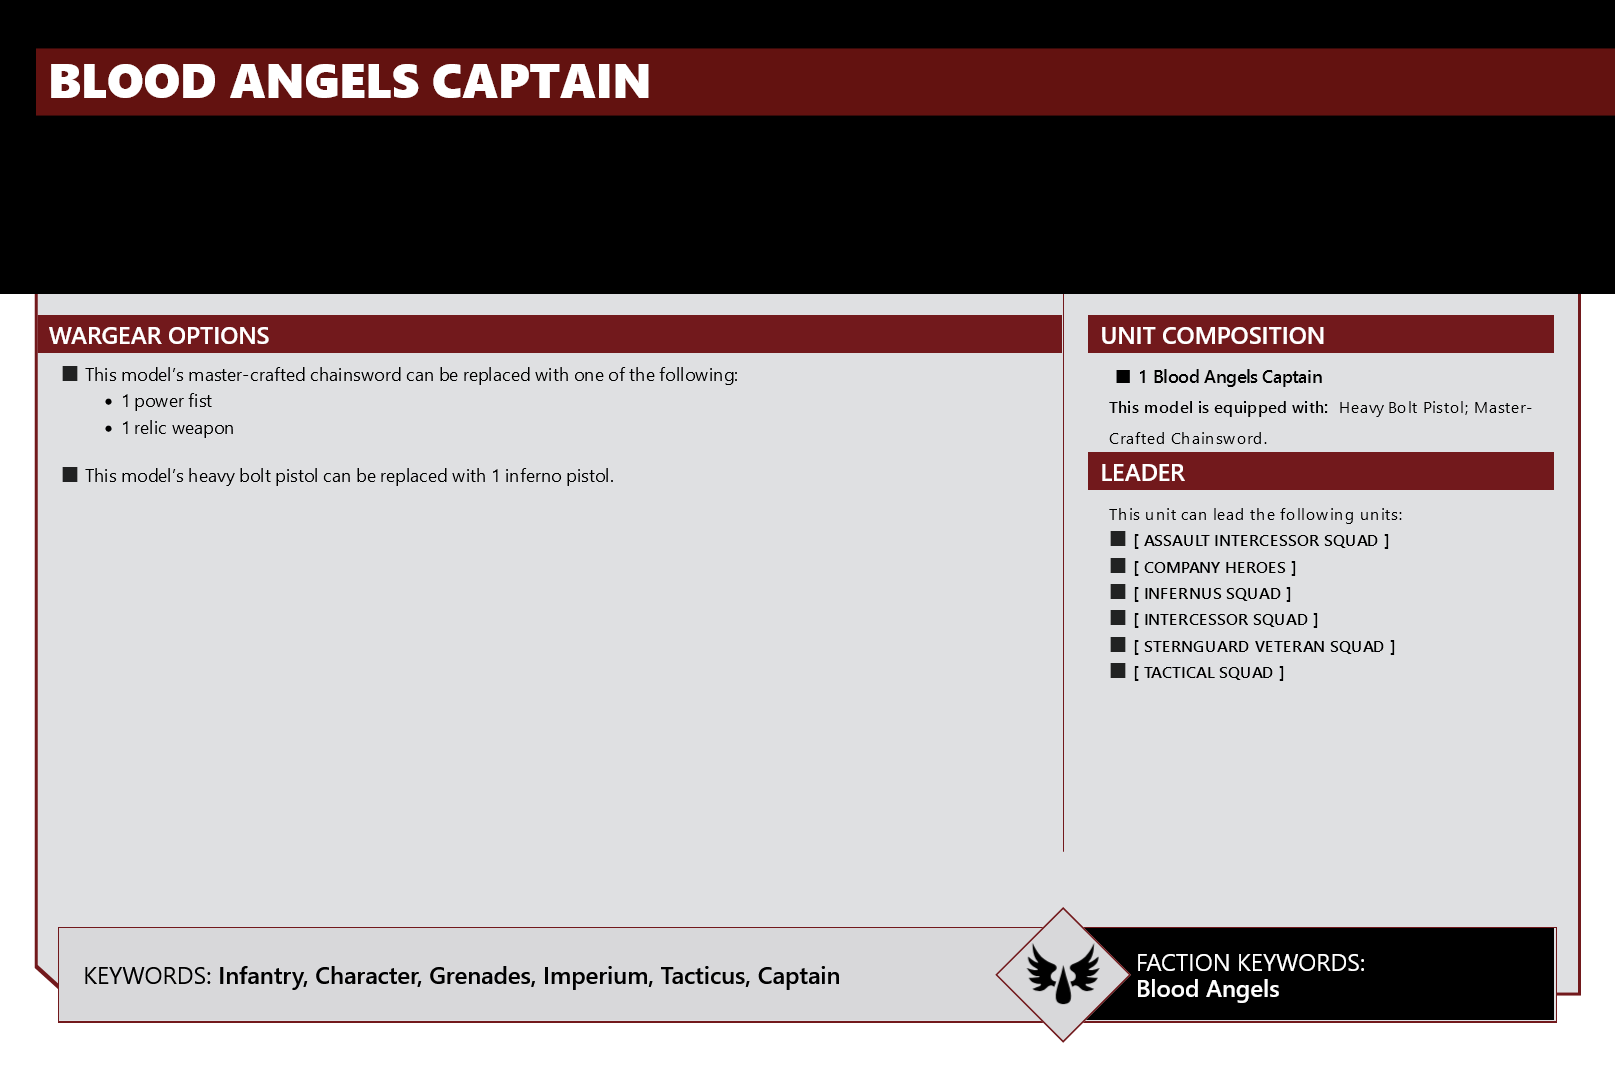 BLOOD ANGELS CAPTAIN
WARGEAR OPTIONS
■ This model’s master-crafted chainsword can be replaced with one of the following:
• 1 power fist
• 1 relic weapon
■ This model’s heavy bolt pistol can be replaced with 1 inferno pistol.
UNIT COMPOSITION
■ 1 Blood Angels Captain
This model is equipped with: Heavy Bolt Pistol; Master-
Crafted Chainsword.
LEADER
This unit can lead the following units:
■ [ ASSAULT INTERCESSOR SQUAD ]
■ [ COMPANY HEROES ]
■ [ INFERNUS SQUAD ]
■ [ INTERCESSOR SQUAD ]
■ [ STERNGUARD VETERAN SQUAD ]
■ [ TACTICAL SQUAD ]
KEYWORDS: Infantry, Character, Grenades, Imperium, Tacticus, Captain
FACTION KEYWORDS:
Blood Angels